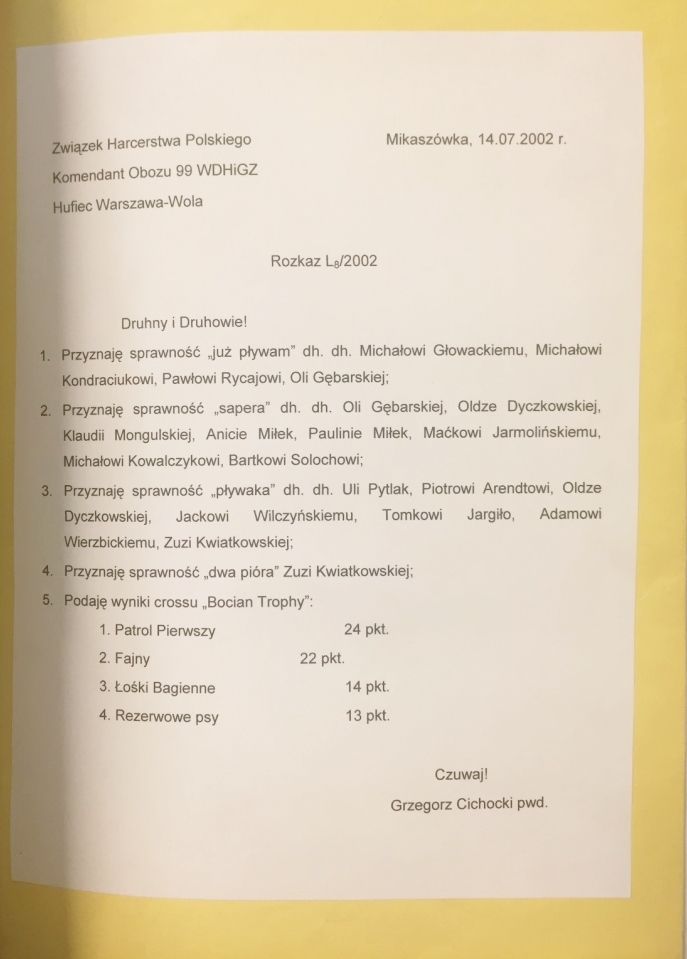 Związek Harcerstwa Polskiego
Mikaszówka, 14.07.2002 r.
Komendant Obozu 99 WDHiGZ
Hufiec Warszawa-Wola
Rozkaz L₈/2002
Druhny i Druhowie!
1. Przyznaję sprawność „już pływam” dh. dh. Michałowi Głowackiemu, Michałowi
Kondraciukowi, Pawłowi Rycajowi, Oli Gębarskiej;
2. Przyznaję sprawność „sapera” dh. dh. Oli Gębarskiej, Oldze Dyczkowskiej,
Klaudii Mongulskiej, Anicie Miłek, Paulinie Miłek, Maćkowi Jarmolińskiemu,
Michałowi Kowalczykowi, Bartkowi Solochowi;
3. Przyznaję sprawność „pływaka” dh. dh. Uli Pytlak, Piotrowi Arendtowi, Oldze
Dyczkowskiej, Jackowi Wilczyńskiemu, Tomkowi Jargiło, Adamowi
Wierzbickiemu, Zuzi Kwiatkowskiej;
4. Przyznaję sprawność „dwa pióra” Zuzi Kwiatkowskiej;
5. Podaję wyniki crossu „Bocian Trophy”:
1. Patrol Pierwszy 24 pkt.
2. Fajny 22 pkt.
3. Łośki Bagienne 14 pkt.
4. Rezerwowe psy 13 pkt.
Czuwaj!
Grzegorz Cichocki pwd.